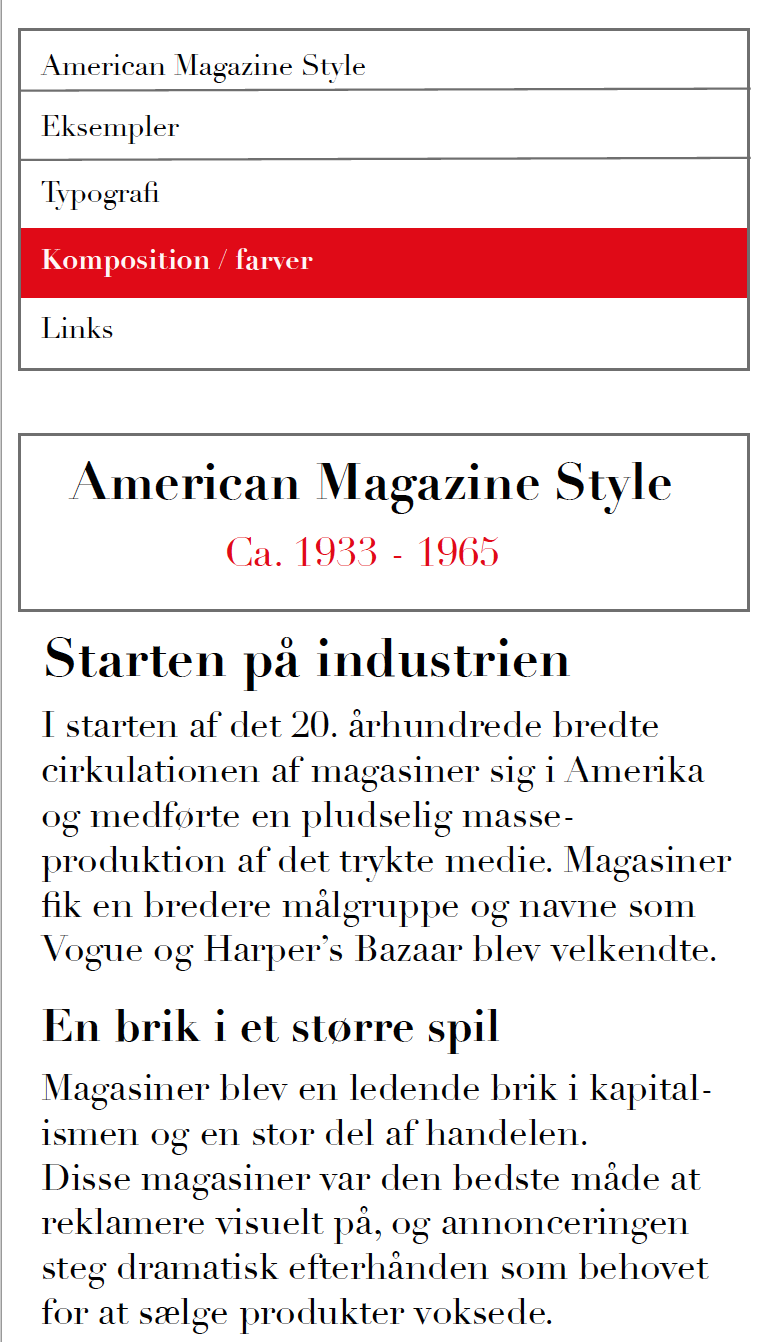 American Magazine Style
Eksempler
Typografi
Komposition / farver
Links
American Magazine Style
Ca. 1933 - 1965
Starten på industrien
I starten af det 20. århundrede bredte
cirkulationen af magasiner sig i Amerika
og medførte en pludselig masse-
produktion af det trykte medie. Magasiner
fik en bredere målgruppe og navne som
Vogue og Harper’s Bazaar blev velkendte.
En brik i et større spil
Magasiner blev en ledende brik i kapital-
ismen og en stor del af handelen.
Disse magasiner var den bedste måde at
reklamere visuelt på, og annonceringen
steg dramatisk efterhånden som behovet
for at sælge produkter voksede.